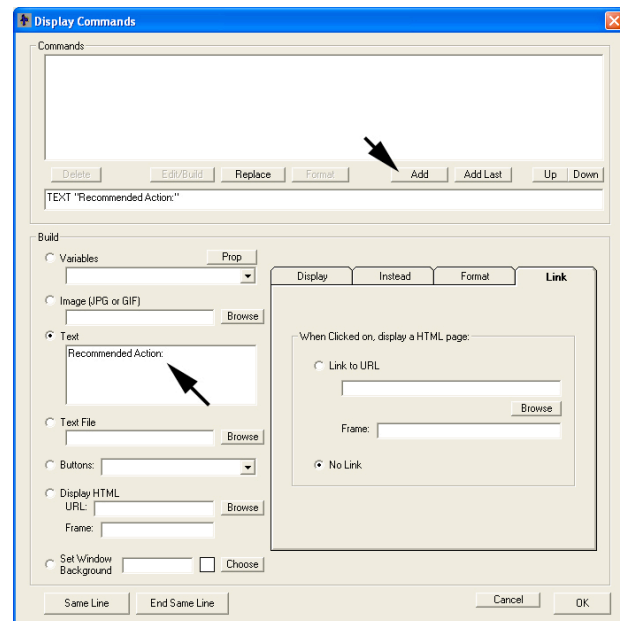 Display Commands
Commands
Delete Edit/Build Replace Format Add Add Last Up Down
TEXT "Recommended Action:"
Build
Variables Prop
Image (JPG or GIF)
Browse
Text
Recommended Action:
Text File
Browse
Buttons:
Display HTML
URL: Browse
Frame:
Set Window
Background Choose
Display Instead Format Link
When Clicked on, display a HTML page:
Link to URL
Browse
Frame:
No Link
Same Line End Same Line Cancel OK